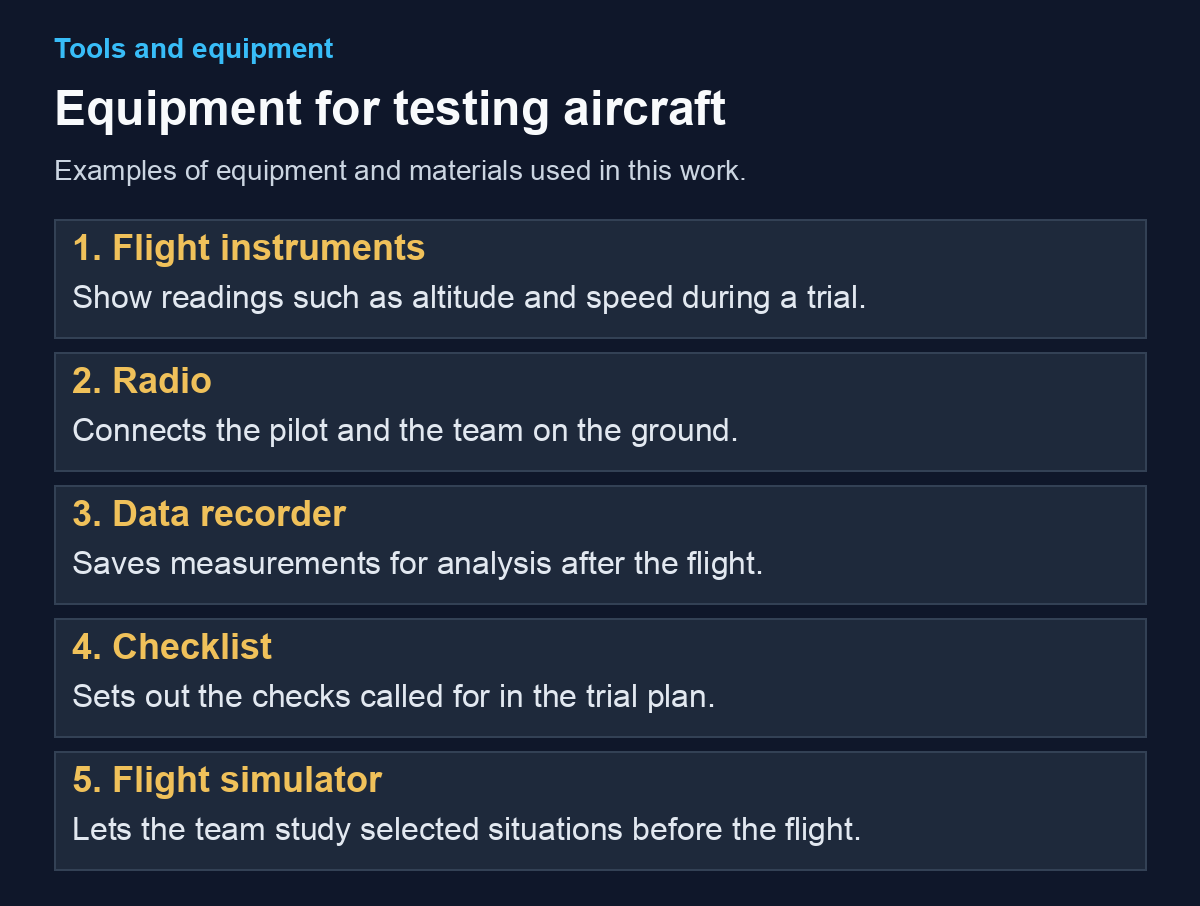 Tools and equipment
Equipment for testing aircraft
Examples of equipment and materials used in this work.
1. Flight instruments
Show readings such as altitude and speed during a trial.
2. Radio
Connects the pilot and the team on the ground.
3. Data recorder
Saves measurements for analysis after the flight.
4. Checklist
Sets out the checks called for in the trial plan.
5. Flight simulator
Lets the team study selected situations before the flight.